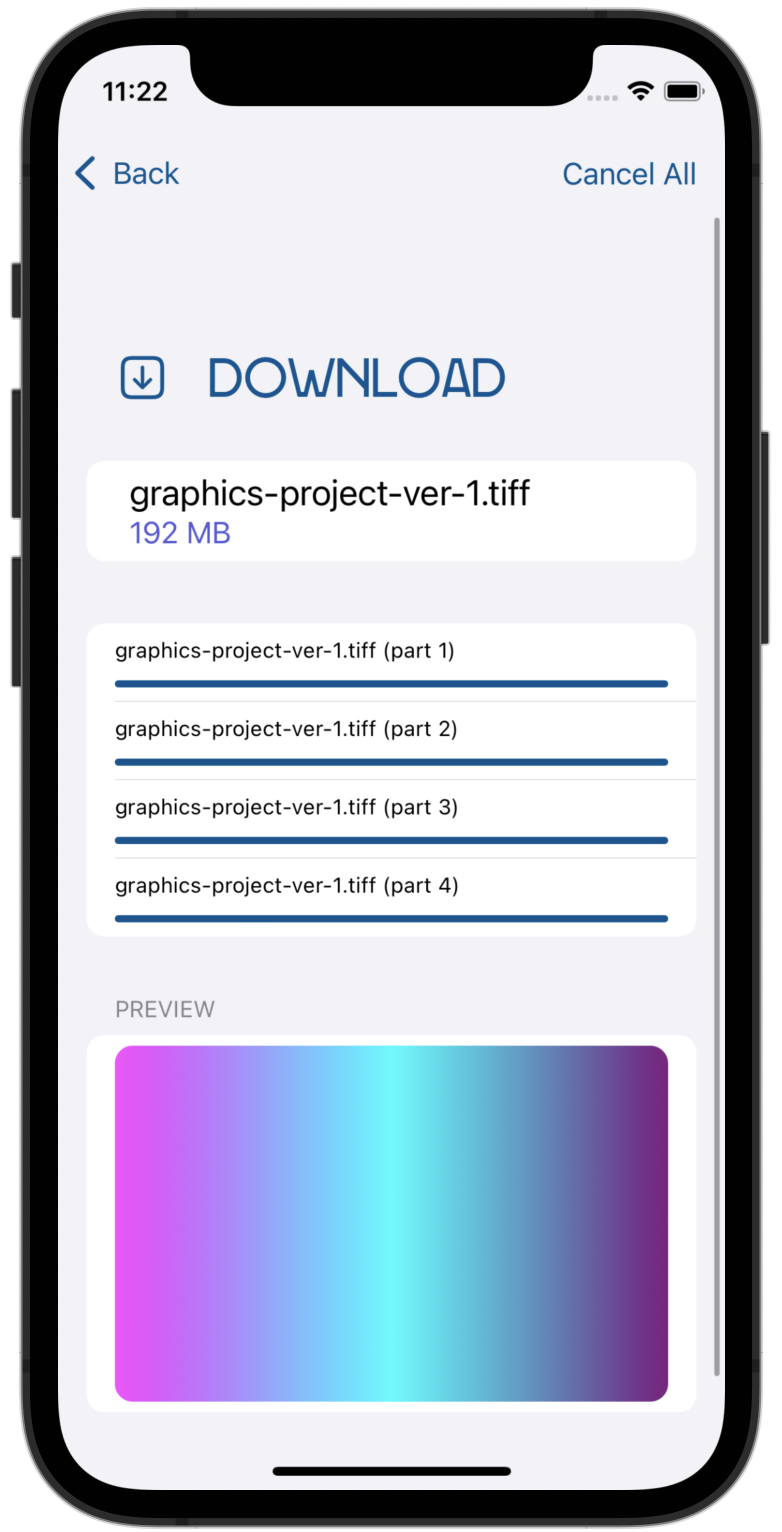 11:22
Back
Cancel All
DOWNLOAD
graphics-project-ver-1.tiff
192 MB
graphics-project-ver-1.tiff (part 1)
graphics-project-ver-1.tiff (part 2)
graphics-project-ver-1.tiff (part 3)
graphics-project-ver-1.tiff (part 4)
PREVIEW